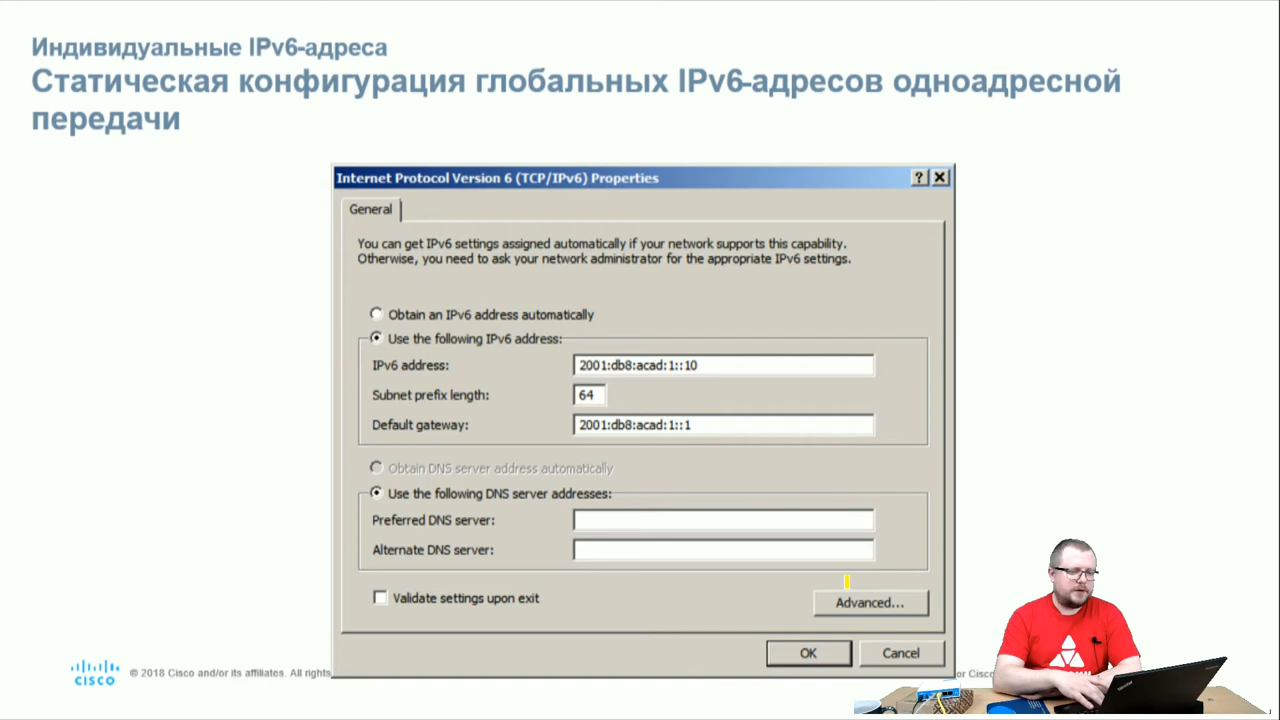 Индивидуальные IPv6-адреса
Статическая конфигурация глобальных IPv6-адресов одноадресной
передачи
Internet Protocol Version 6 (TCP/IPv6) Properties
General
You can get IPv6 settings assigned automatically if your network supports this capability.
Otherwise, you need to ask your network administrator for the appropriate IPv6 settings.
Obtain an IPv6 address automatically
Use the following IPv6 address:
IPv6 address: 2001:db8:acad:1::10
Subnet prefix length: 64
Default gateway: 2001:db8:acad:1::1
Obtain DNS server address automatically
Use the following DNS server addresses:
Preferred DNS server:
Alternate DNS server:
Validate settings upon exit
Advanced...
OK Cancel
CISCO
© 2018 Cisco and/or its affiliates. All rights
or Cisco